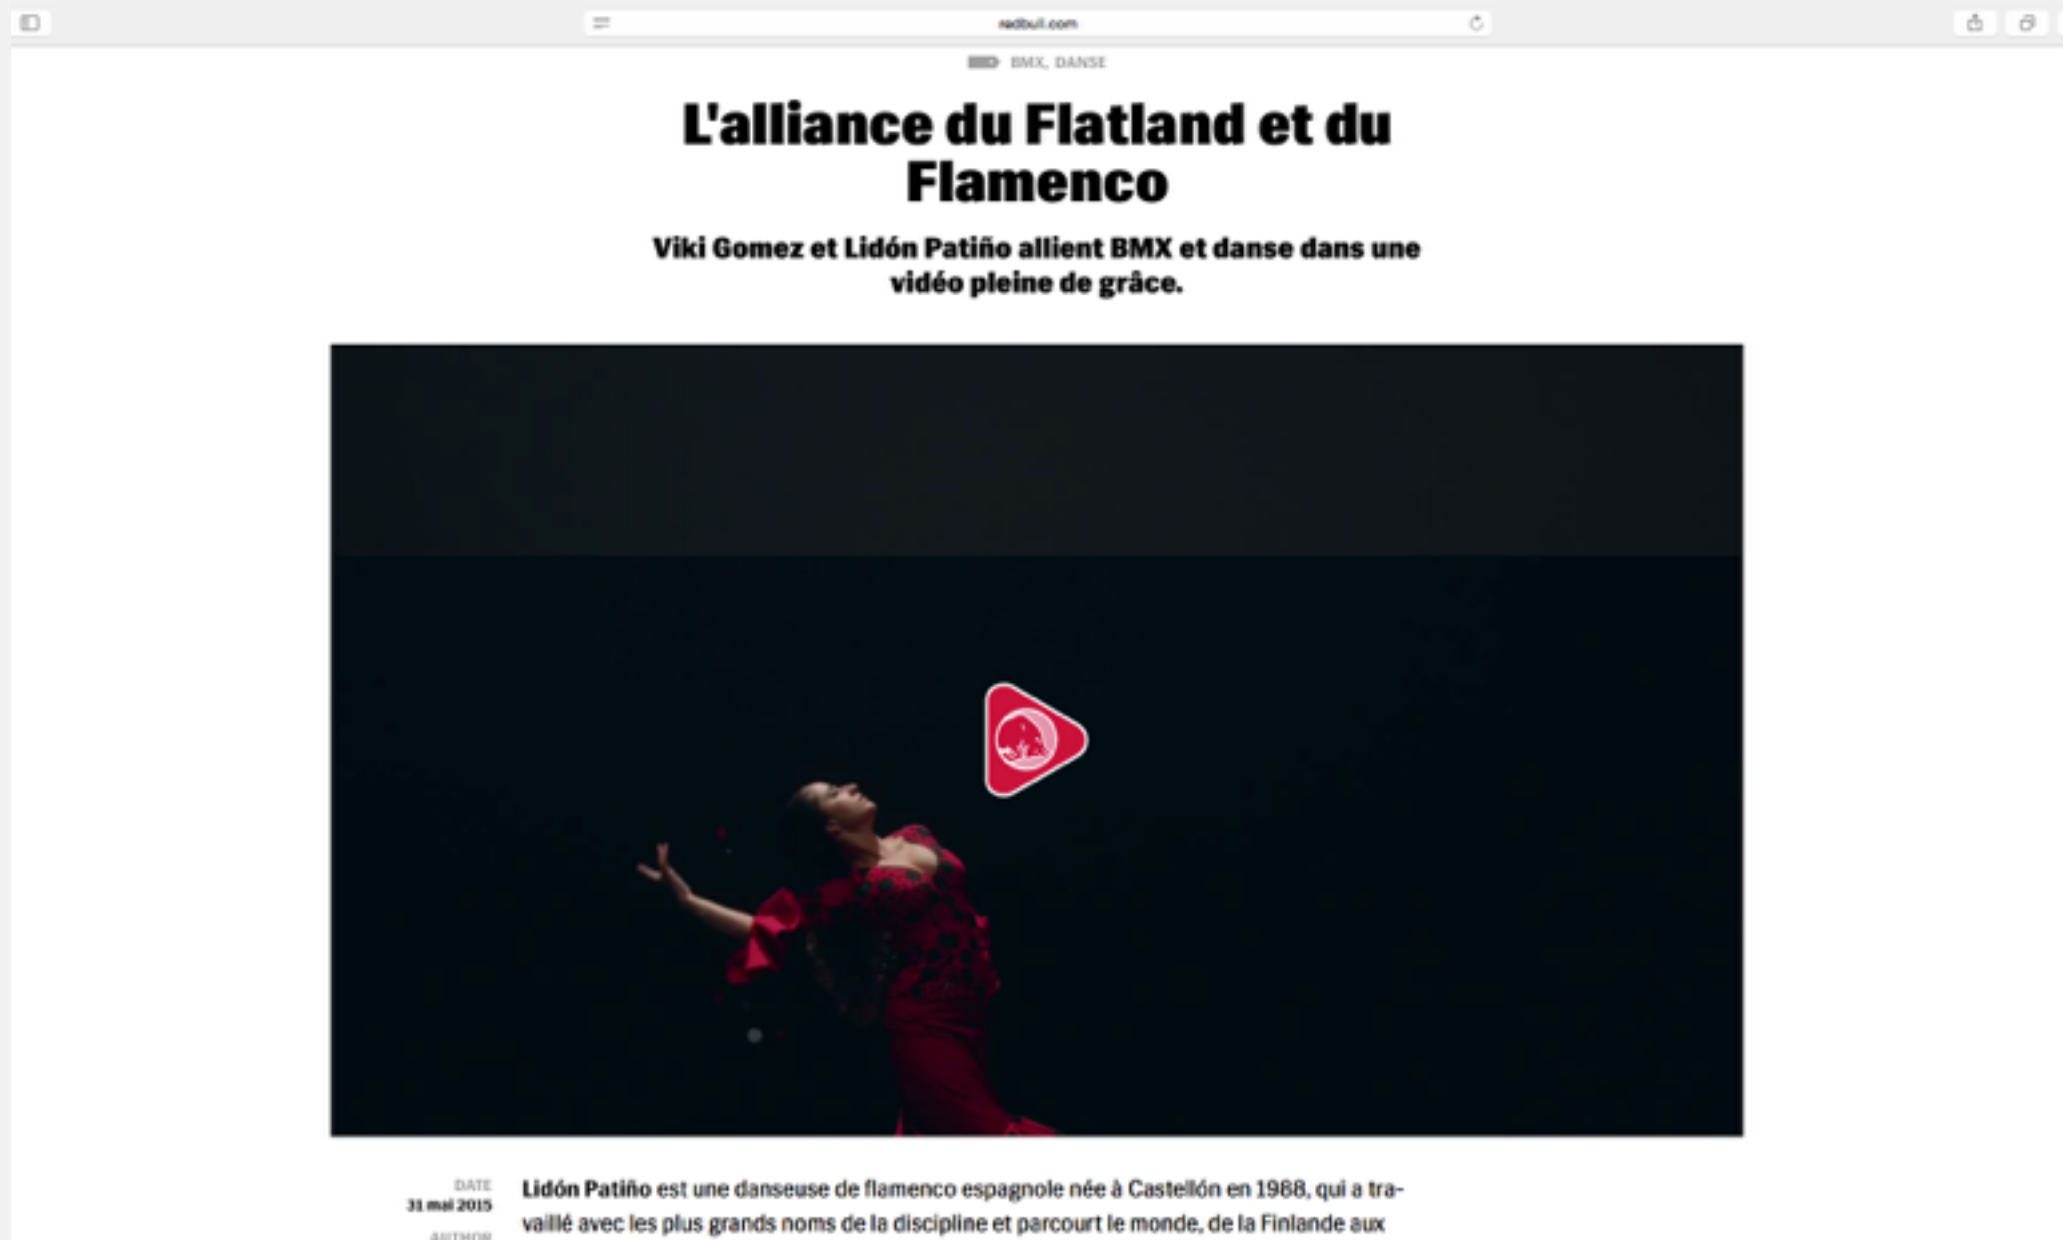 redbull.com
BMX, DANSE
L'alliance du Flatland et du
Flamenco
Viki Gomez et Lidón Patiño allient BMX et danse dans une
vidéo pleine de grâce.
DATE
31 mai 2015
AUTHOR
Lidón Patiño est une danseuse de flamenco espagnole née à Castellón en 1988, qui a tra-
vaillé avec les plus grands noms de la discipline et parcourt le monde, de la Finlande aux